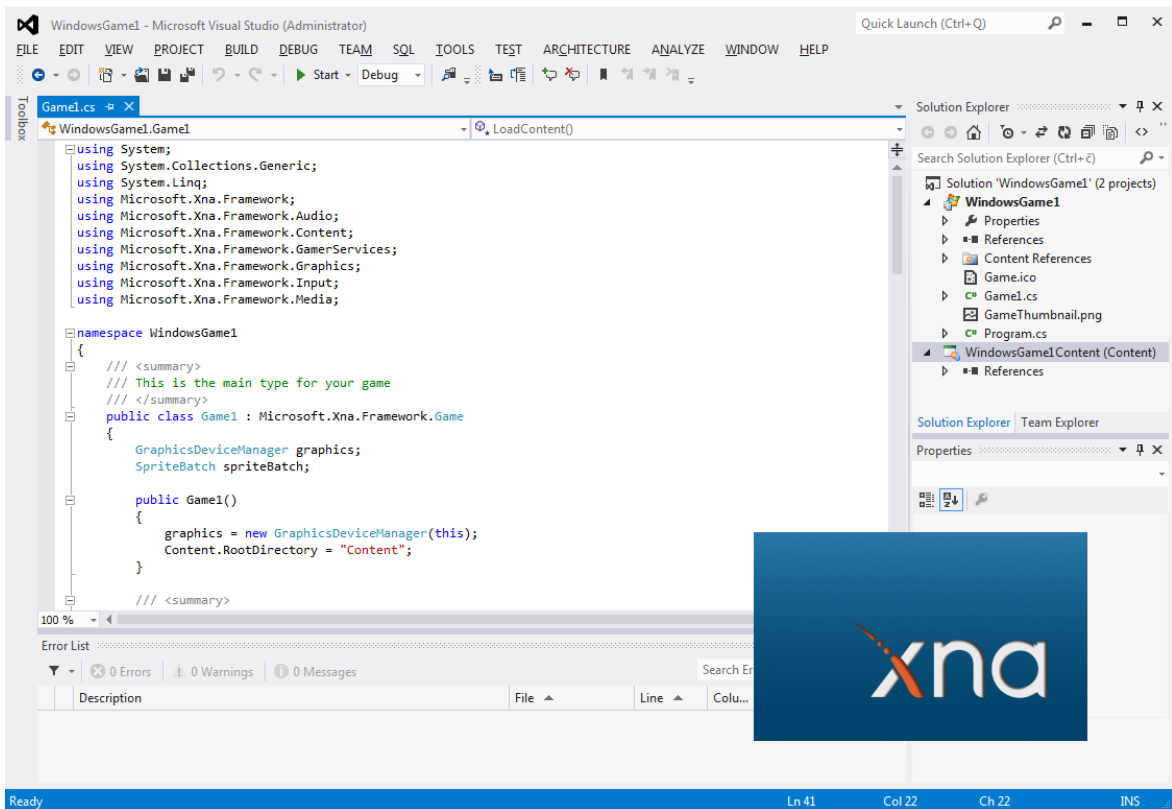 WindowsGame1 - Microsoft Visual Studio (Administrator)
Quick Launch (Ctrl+Q)
FILE EDIT VIEW PROJECT BUILD DEBUG TEAM SQL TOOLS TEST ARCHITECTURE ANALYZE WINDOW HELP
Start Debug
Toolbox
Game1.cs
WindowsGame1.Game1
LoadContent()
using System;
using System.Collections.Generic;
using System.Linq;
using Microsoft.Xna.Framework;
using Microsoft.Xna.Framework.Audio;
using Microsoft.Xna.Framework.Content;
using Microsoft.Xna.Framework.GamerServices;
using Microsoft.Xna.Framework.Graphics;
using Microsoft.Xna.Framework.Input;
using Microsoft.Xna.Framework.Media;
namespace WindowsGame1
{
/// <summary>
/// This is the main type for your game
/// </summary>
public class Game1 : Microsoft.Xna.Framework.Game
{
GraphicsDeviceManager graphics;
SpriteBatch spriteBatch;
public Game1()
{
graphics = new GraphicsDeviceManager(this);
Content.RootDirectory = "Content";
}
/// <summary>
100 %
Error List
0 Errors 0 Warnings 0 Messages
Search Er
Description File Line Colu...
Solution Explorer
Search Solution Explorer (Ctrl+č)
Solution 'WindowsGame1' (2 projects)
WindowsGame1
Properties
References
Content References
Game.ico
C# Game1.cs
GameThumbnail.png
C# Program.cs
WindowsGame1Content (Content)
References
Solution Explorer Team Explorer
Properties
xna
Ready Ln 41 Col 22 Ch 22 INS